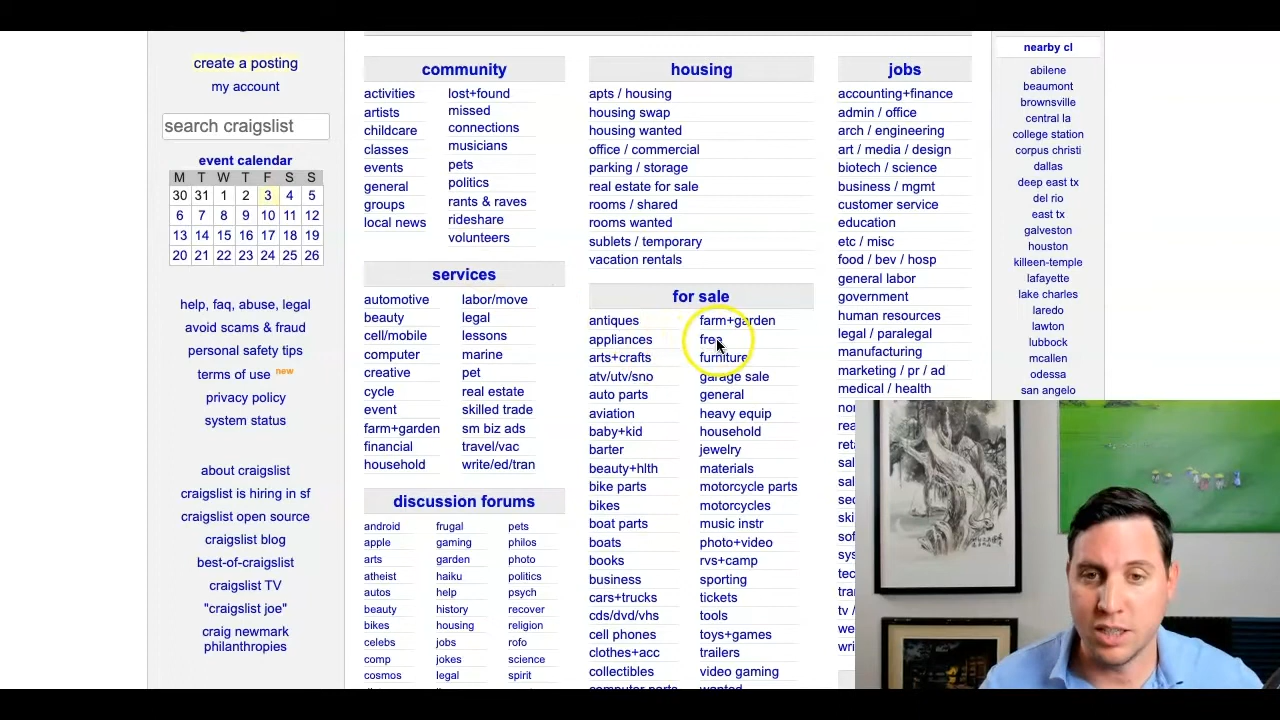 create a posting
my account
search craigslist
event calendar
M T W T F S S
30 31 1 2 3 4 5
6 7 8 9 10 11 12
13 14 15 16 17 18 19
20 21 22 23 24 25 26
help, faq, abuse, legal
avoid scams & fraud
personal safety tips
terms of use new
privacy policy
system status
about craigslist
craigslist is hiring in sf
craigslist open source
craigslist blog
best-of-craigslist
craigslist TV
"craigslist joe"
craig newmark
philanthropies
community
activities
artists
childcare
classes
events
general
groups
local news
lost+found
missed
connections
musicians
pets
politics
rants & raves
rideshare
volunteers
services
automotive
beauty
cell/mobile
computer
creative
cycle
event
farm+garden
financial
household
labor/move
legal
lessons
marine
pet
real estate
skilled trade
sm biz ads
travel/vac
write/ed/tran
discussion forums
android
apple
arts
atheist
autos
beauty
bikes
celebs
comp
cosmos
frugal
gaming
garden
haiku
help
history
housing
jobs
jokes
legal
pets
philos
photo
politics
psych
recover
religion
rofo
science
spirit
housing
apts / housing
housing swap
housing wanted
office / commercial
parking / storage
real estate for sale
rooms / shared
rooms wanted
sublets / temporary
vacation rentals
for sale
antiques
appliances
arts+crafts
atv/utv/sno
auto parts
aviation
baby+kid
barter
beauty+hlth
bike parts
bikes
boat parts
boats
books
business
cars+trucks
cds/dvd/vhs
cell phones
clothes+acc
collectibles
computer parts
farm+garden
free
furniture
garage sale
general
heavy equip
household
jewelry
materials
motorcycle parts
motorcycles
music instr
photo+video
rvs+camp
sporting
tickets
tools
toys+games
trailers
video gaming
wanted
jobs
accounting+finance
admin / office
arch / engineering
art / media / design
biotech / science
business / mgmt
customer service
education
etc / misc
food / bev / hosp
general labor
government
human resources
legal / paralegal
manufacturing
marketing / pr / ad
medical / health
nearby cl
abilene
beaumont
brownsville
central la
college station
corpus christi
dallas
deep east tx
del rio
east tx
galveston
houston
killeen-temple
lafayette
lake charles
laredo
lawton
lubbock
mcallen
odessa
san angelo